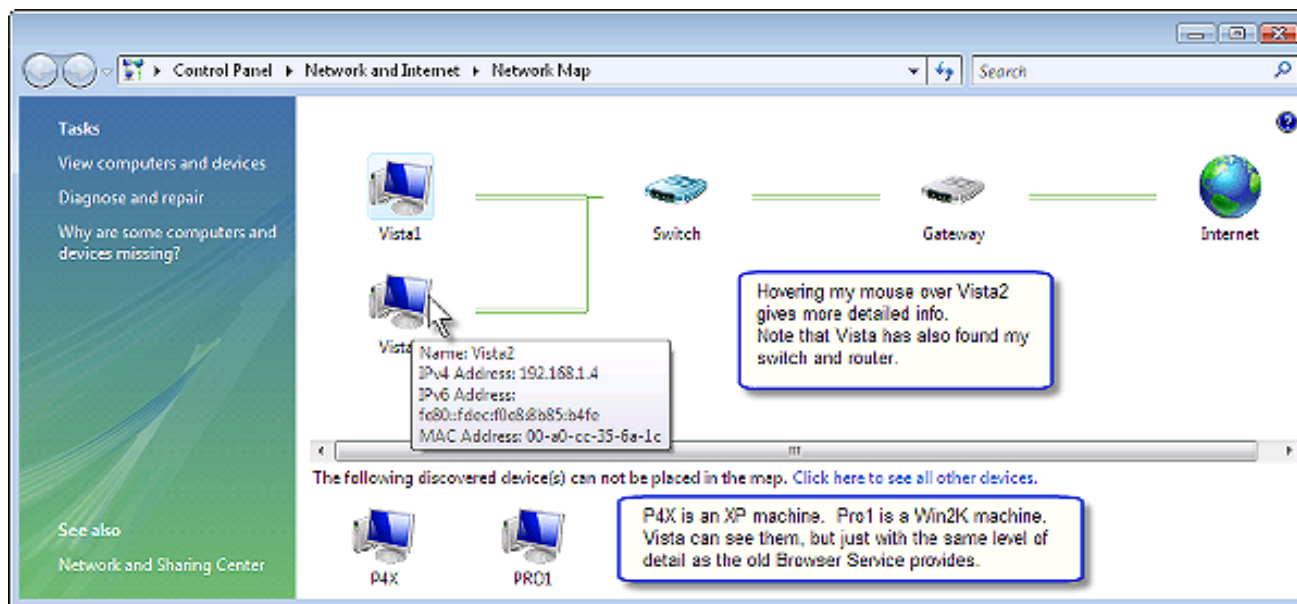 Control Panel Network and Internet Network Map
Search
Tasks
View computers and devices
Diagnose and repair
Why are some computers and
devices missing?
See also
Network and Sharing Center
Vista1
Switch
Gateway
Internet
Vista
Name: Vista2
IPv4 Address: 192.168.1.4
IPv6 Address:
fe80::fdec:f0e8:8b85:b4fe
MAC Address: 00-a0-cc-35-6a-1c
Hovering my mouse over Vista2
gives more detailed info.
Note that Vista has also found my
switch and router.
The following discovered device(s) can not be placed in the map. Click here to see all other devices.
P4X
PRO1
P4X is an XP machine. Pro1 is a Win2K machine.
Vista can see them, but just with the same level of
detail as the old Browser Service provides.